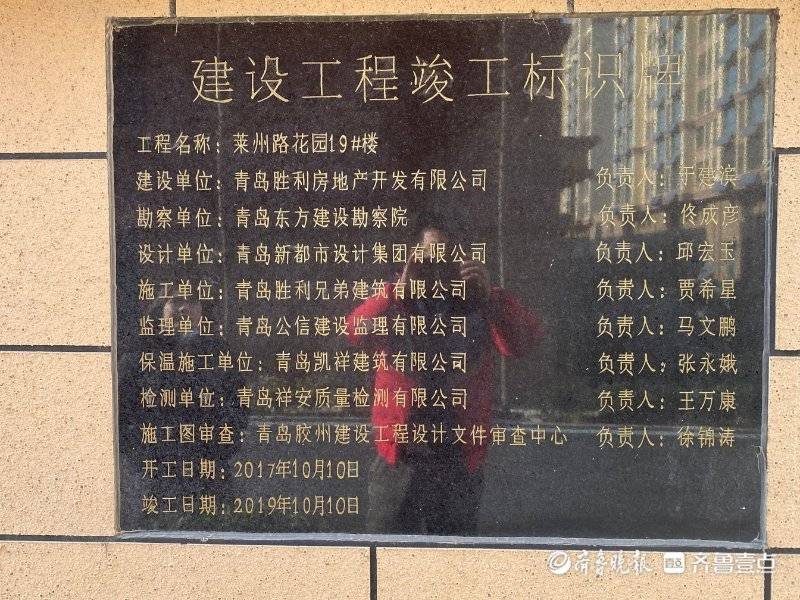 建设工程竣工标识牌
工程名称：莱州路花园19#楼
建设单位：青岛胜利房地产开发有限公司 负责人：于建滨
勘察单位：青岛东方建设勘察院 负责人：佟成彦
设计单位：青岛新都市设计集团有限公司 负责人：邱宏玉
施工单位：青岛胜利兄弟建筑有限公司 负责人：贾希星
监理单位：青岛公信建设监理有限公司 负责人：马文鹏
保温施工单位：青岛凯祥建筑有限公司 负责人：张永娥
检测单位：青岛祥安质量检测有限公司 负责人：王万康
施工图审查：青岛胶州建设工程设计文件审查中心 负责人：徐锦涛
开工日期：2017年10月10日
竣工日期：2019年10月10日
齐鲁晚报 齐鲁壹点